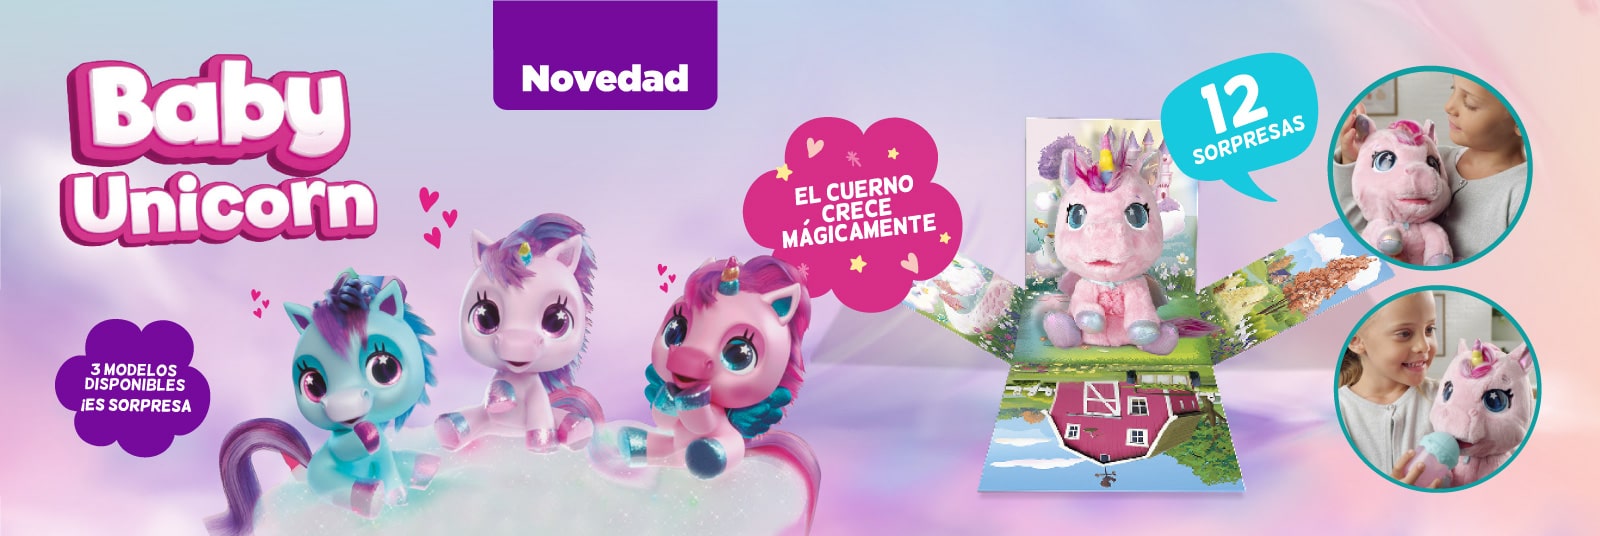 Baby
Unicorn
Novedad
3 MODELOS
DISPONIBLES
¡ES SORPRESA
EL CUERNO
CRECE
MÁGICAMENTE
12
SORPRESAS